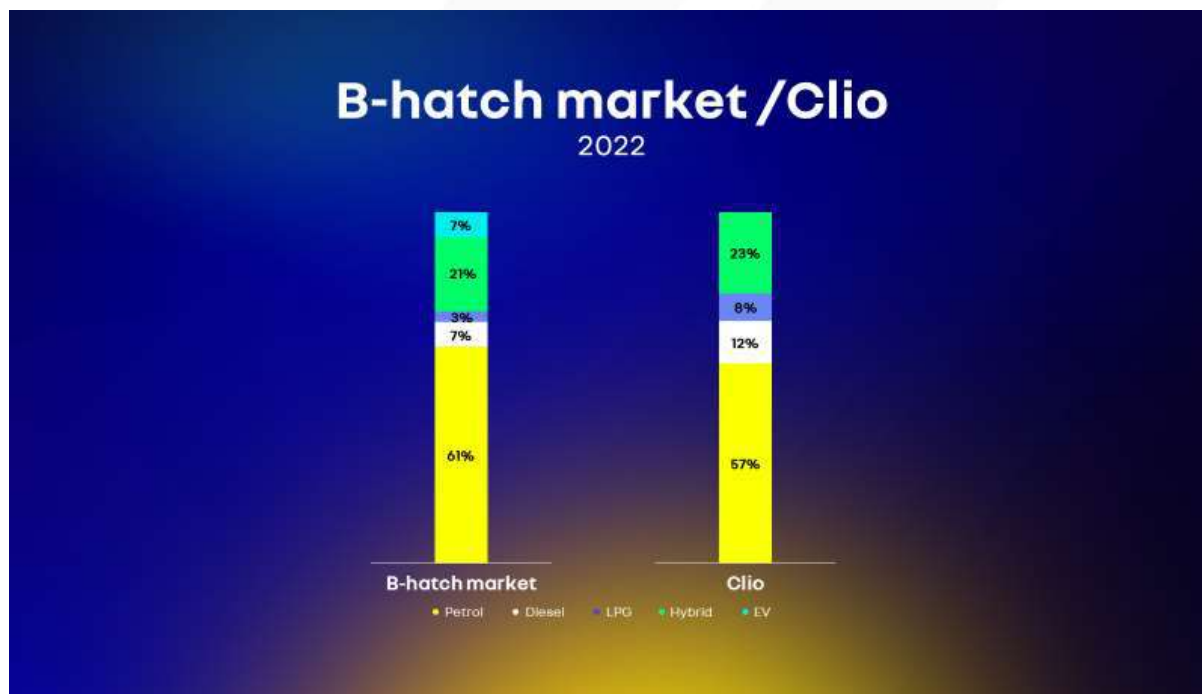 B-hatch market /Clio
2022
7%
21%
3%
7%
61%
23%
8%
12%
57%
B-hatch market
Clio
Petrol
Diesel
LPG
Hybrid
EV